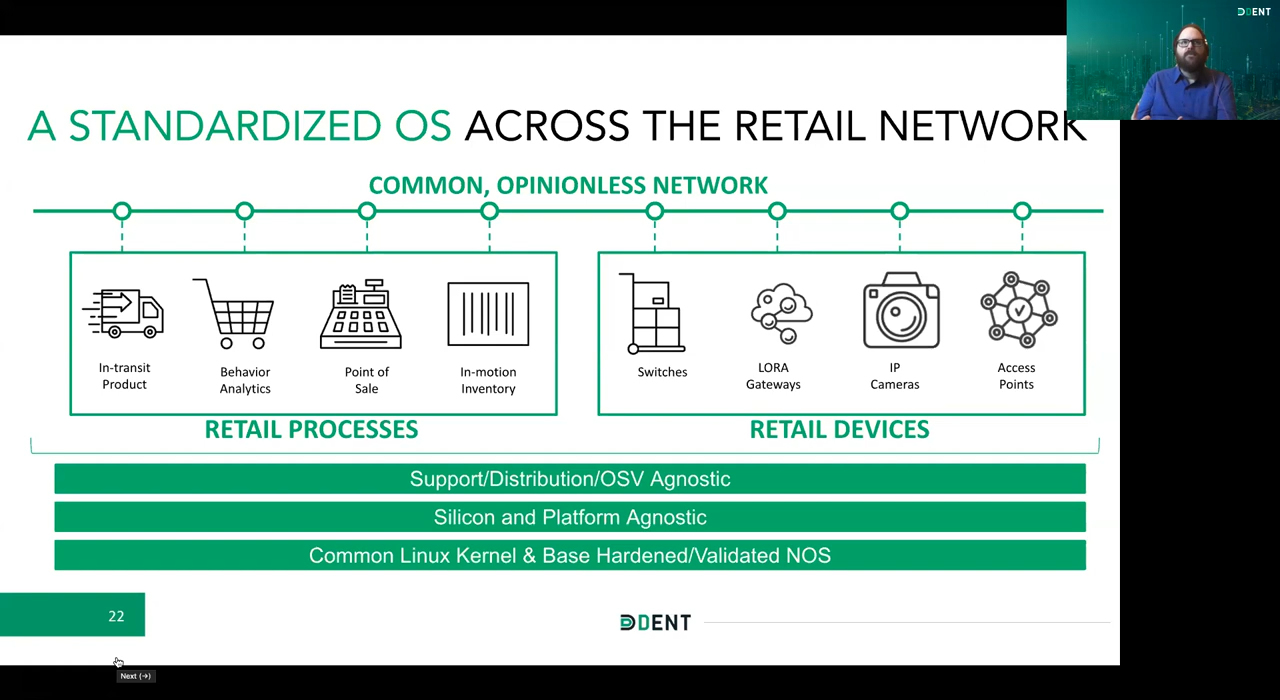 DENT
A STANDARDIZED OS ACROSS THE RETAIL NETWORK
COMMON, OPINIONLESS NETWORK
In-transit
Product
Behavior
Analytics
Point of
Sale
In-motion
Inventory
RETAIL PROCESSES
Switches
LORA
Gateways
IP
Cameras
Access
Points
RETAIL DEVICES
Support/Distribution/OSV Agnostic
Silicon and Platform Agnostic
Common Linux Kernel & Base Hardened/Validated NOS
22
DENT
Next (→)